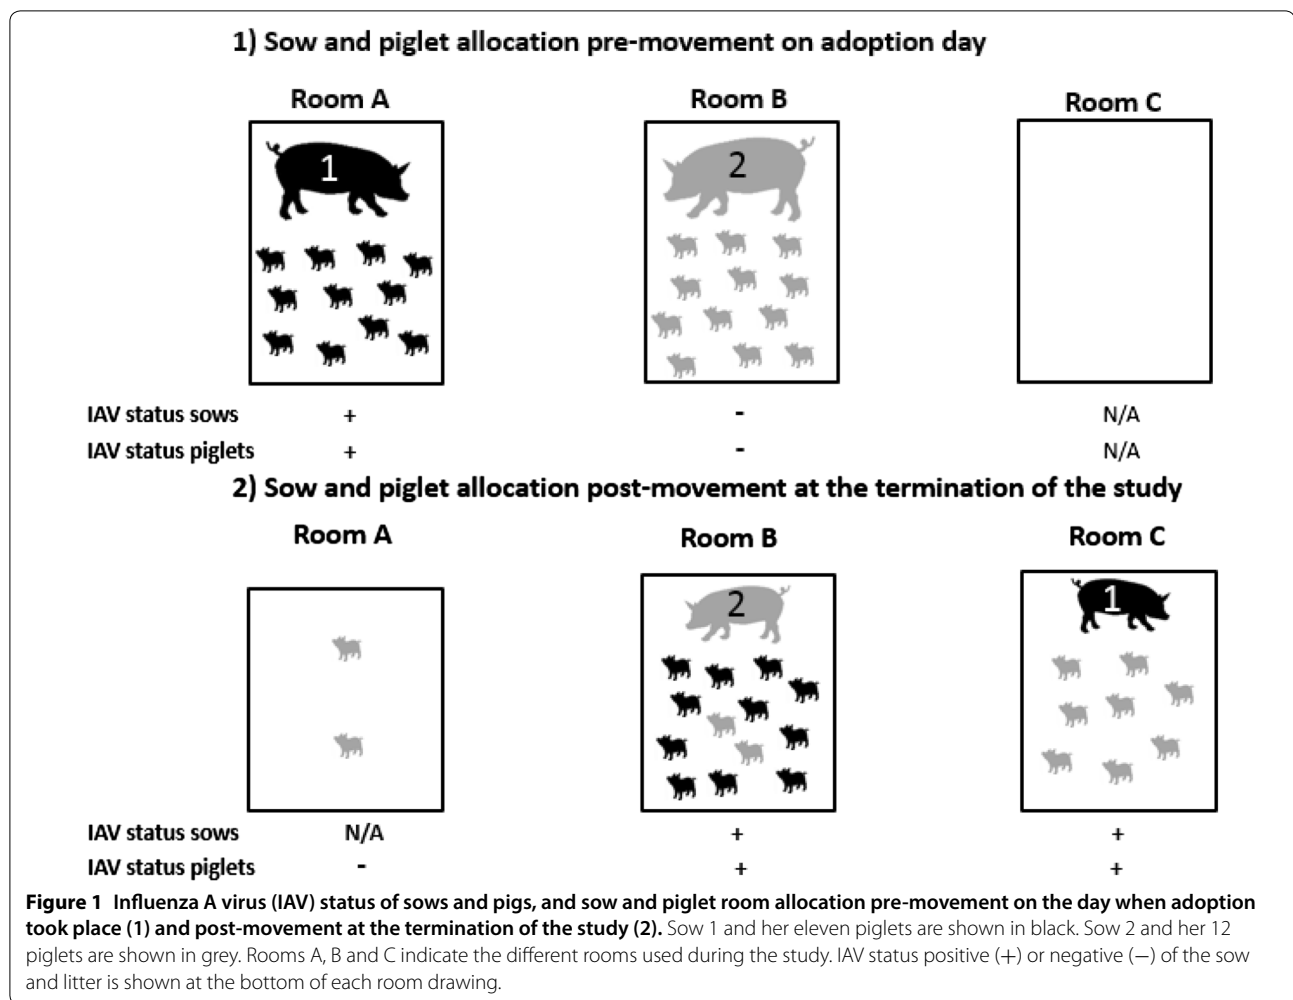 1) Sow and piglet allocation pre-movement on adoption day
Room A Room B Room C
1 2
IAV status sows + - N/A
IAV status piglets + - N/A
2) Sow and piglet allocation post-movement at the termination of the study
Room A Room B Room C
2 1
IAV status sows N/A + +
IAV status piglets - + +
Figure 1 Influenza A virus (IAV) status of sows and pigs, and sow and piglet room allocation pre-movement on the day when adoption
took place (1) and post-movement at the termination of the study (2). Sow 1 and her eleven piglets are shown in black. Sow 2 and her 12
piglets are shown in grey. Rooms A, B and C indicate the different rooms used during the study. IAV status positive (+) or negative (−) of the sow
and litter is shown at the bottom of each room drawing.